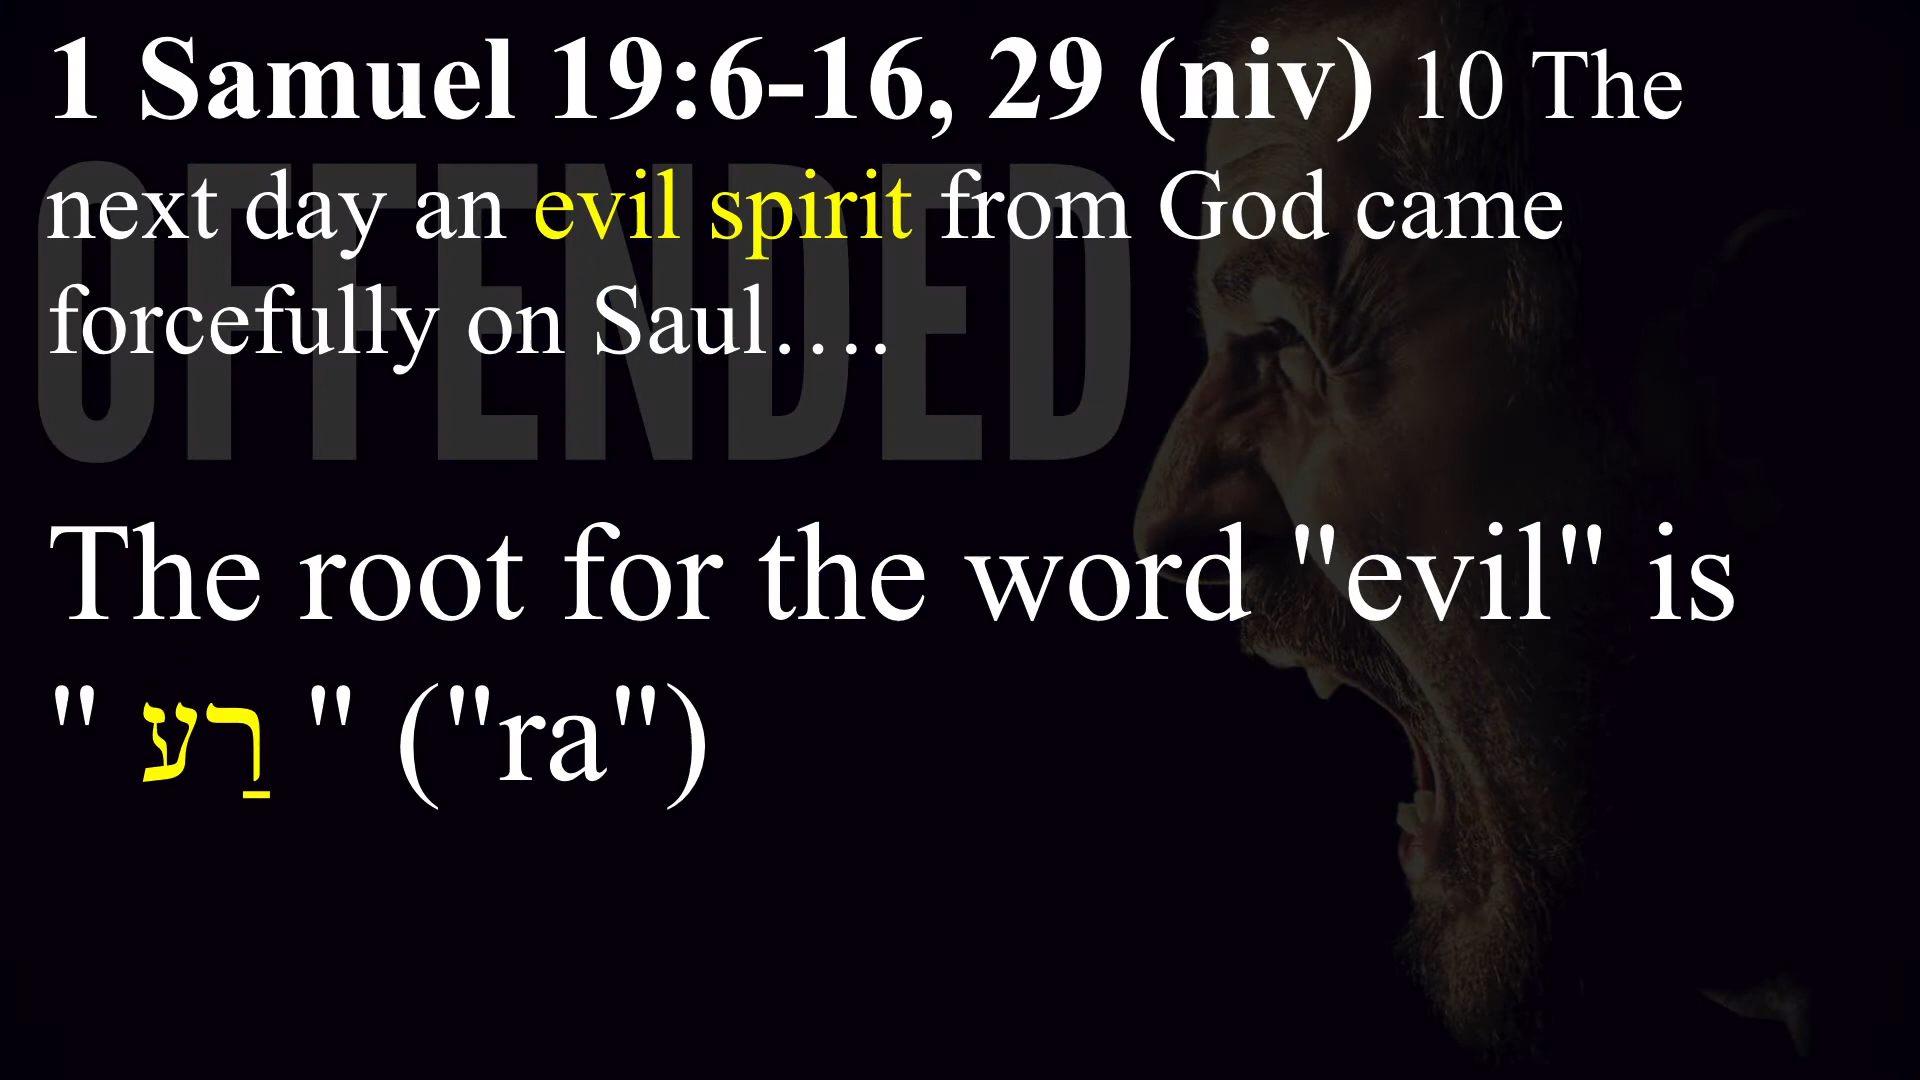 1 Samuel 19:6-16, 29 (niv) 10 The
next day an evil spirit from God came
forcefully on Saul….
OFFENDED
The root for the word "evil" is
" רַע " ("ra")